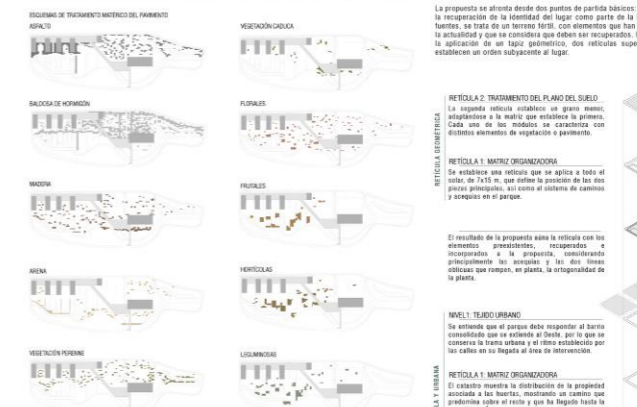 ESQUEMAS DE TRATAMIENTO MATÉRICO DEL PAVIMENTO
ASFALTO
BALDOSA DE HORMIGÓN
MADERA
ARENA
VEGETACIÓN PERENNE
VEGETACIÓN CADUCA
FLORALES
FRUTALES
HORTÍCOLAS
LEGUMINOSAS
La propuesta se afronta desde dos puntos de partida básicos:
la recuperación de la identidad del lugar como parte de la
fuentes, se trata de un terreno fértil, con elementos que han
la actualidad y que se considera que deben ser recuperados.
la aplicación de un tapiz geométrico, dos retículas supe
establecen un orden subyacente al lugar.
RETÍCULA GEOMÉTRICA
RETÍCULA 2: TRATAMIENTO DEL PLANO DEL SUELO
La segunda retícula establece un grano menor,
adaptándose a la matriz que establece la primera.
Cada uno de los módulos se caracteriza con
distintos elementos de vegetación o pavimento.
RETÍCULA 1: MATRIZ ORGANIZADORA
Se establece una retícula que se aplica a todo el
solar, de 7x15 m, que define la posición de las dos
piezas principales, así como el sistema de caminos
y acequias en el parque.
El resultado de la propuesta aúna la retícula con los
elementos preexistentes, recuperados e
incorporados a la propuesta, considerando
principalmente las acequias y las dos líneas
oblicuas que rompen, en planta, la ortogonalidad de
la planta.
LA Y URBANA
NIVEL1: TEJIDO URBANO
Se entiende que el parque debe responder al barrio
consolidado que se extiende al Oeste, por lo que se
conserva la trama urbana y el ritmo establecido por
las calles en su llegada al área de intervención.
RETÍCULA 1: MATRIZ ORGANIZADORA
El catastro muestra la distribución de la propiedad
asociada a las huertas, mostrando un camino que
predomina sobre el resto y que ha llegado hasta la